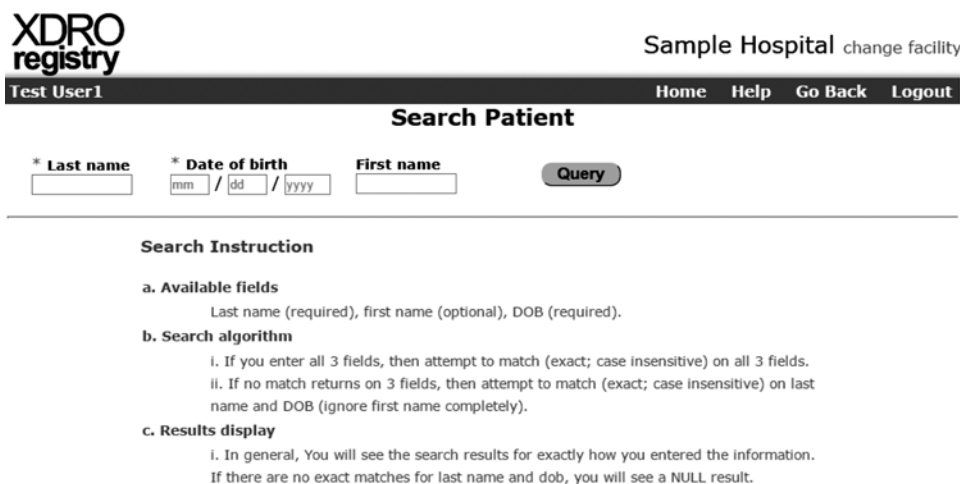 XDRO
registry
Sample Hospital change facility
Test User1 Home Help Go Back Logout
Search Patient
* Last name * Date of birth First name
mm / dd / yyyy Query
Search Instruction
a. Available fields
Last name (required), first name (optional), DOB (required).
b. Search algorithm
i. If you enter all 3 fields, then attempt to match (exact; case insensitive) on all 3 fields.
ii. If no match returns on 3 fields, then attempt to match (exact; case insensitive) on last
name and DOB (ignore first name completely).
c. Results display
i. In general, You will see the search results for exactly how you entered the information.
If there are no exact matches for last name and dob, you will see a NULL result.